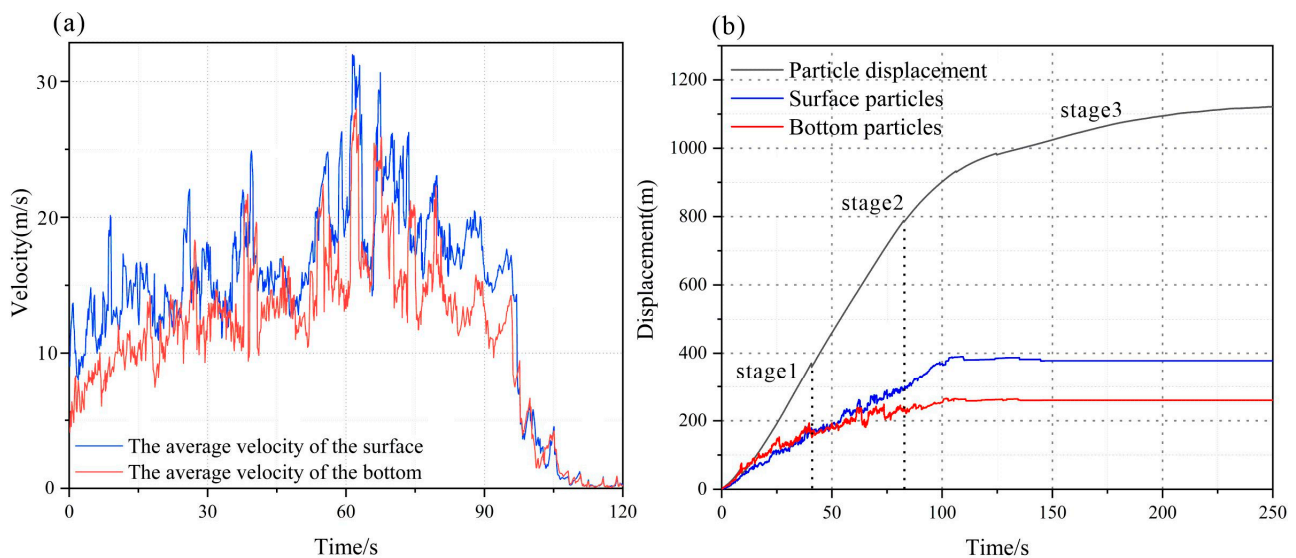 (a)
Velocity(m/s)
30
20
10
0
The average velocity of the surface
The average velocity of the bottom
0 30 60 90 120
Time/s
(b)
Displacement(m)
1200
1000
800
600
400
200
0
Particle displacement
Surface particles
Bottom particles
stage1
stage2
stage3
0 50 100 150 200 250
Time/s